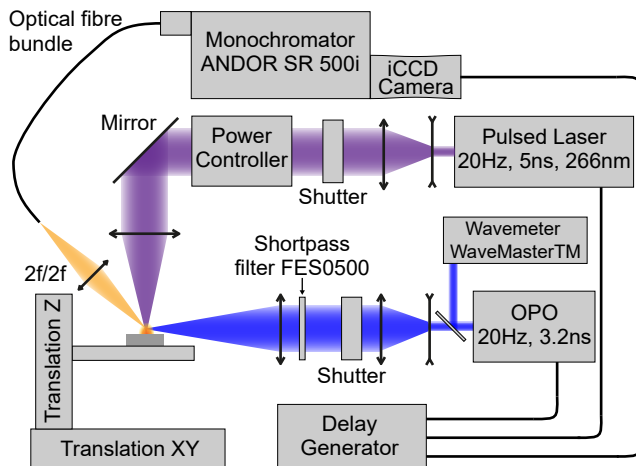 Optical fibre
bundle
Monochromator
ANDOR SR 500i
iCCD
Camera
Mirror
Power
Controller
Shutter
Pulsed Laser
20Hz, 5ns, 266nm
2f/2f
Shortpass
filter FES0500
Wavemeter
WaveMasterTM
OPO
20Hz, 3.2ns
Shutter
Translation Z
Translation XY
Delay
Generator